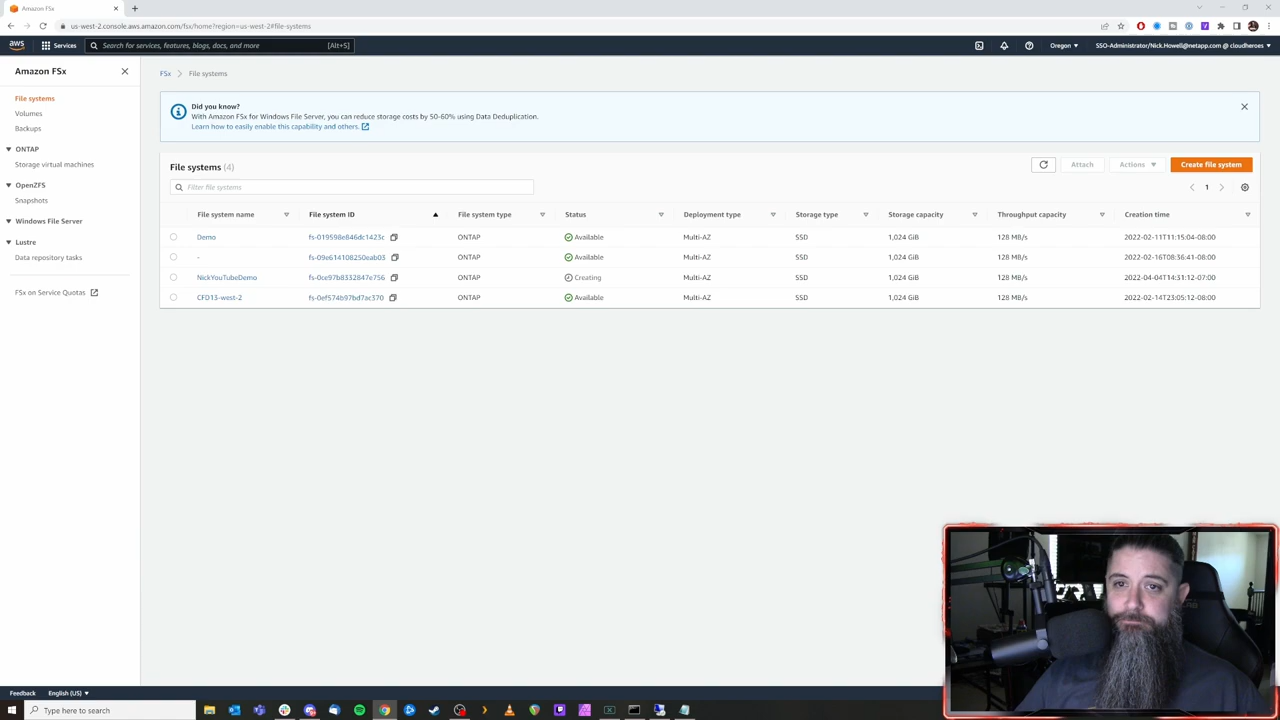 Amazon FSx
us-west-2.console.aws.amazon.com/fsx/home?region=us-west-2#file-systems
aws
Services
Search for services, features, blogs, docs, and more
[Alt+S]
Oregon
SSO-Administrator/Nick.Howell@netapp.com @ cloudheroes
Amazon FSx
File systems
Volumes
Backups
ONTAP
Storage virtual machines
OpenZFS
Snapshots
Windows File Server
Lustre
Data repository tasks
FSx on Service Quotas
FSx
File systems
Did you know?
With Amazon FSx for Windows File Server, you can reduce storage costs by 50-60% using Data Deduplication.
Learn how to easily enable this capability and others.
File systems (4)
Attach
Actions
Create file system
Filter file systems
1
File system name File system ID File system type Status Deployment type Storage type Storage capacity Throughput capacity Creation time
Demo fs-019598e846dc1423c ONTAP Available Multi-AZ SSD 1,024 GiB 128 MB/s 2022-02-11T11:15:04-08:00
- fs-09e614108250eab03 ONTAP Available Multi-AZ SSD 1,024 GiB 128 MB/s 2022-02-16T08:36:41-08:00
NickYouTubeDemo fs-0ce97b8332847e756 ONTAP Creating Multi-AZ SSD 1,024 GiB 128 MB/s 2022-04-04T14:31:12-07:00
CFD13-west-2 fs-0ef574b97bd7ac370 ONTAP Available Multi-AZ SSD 1,024 GiB 128 MB/s 2022-02-14T23:05:12-08:00
Feedback
English (US)
Type here to search